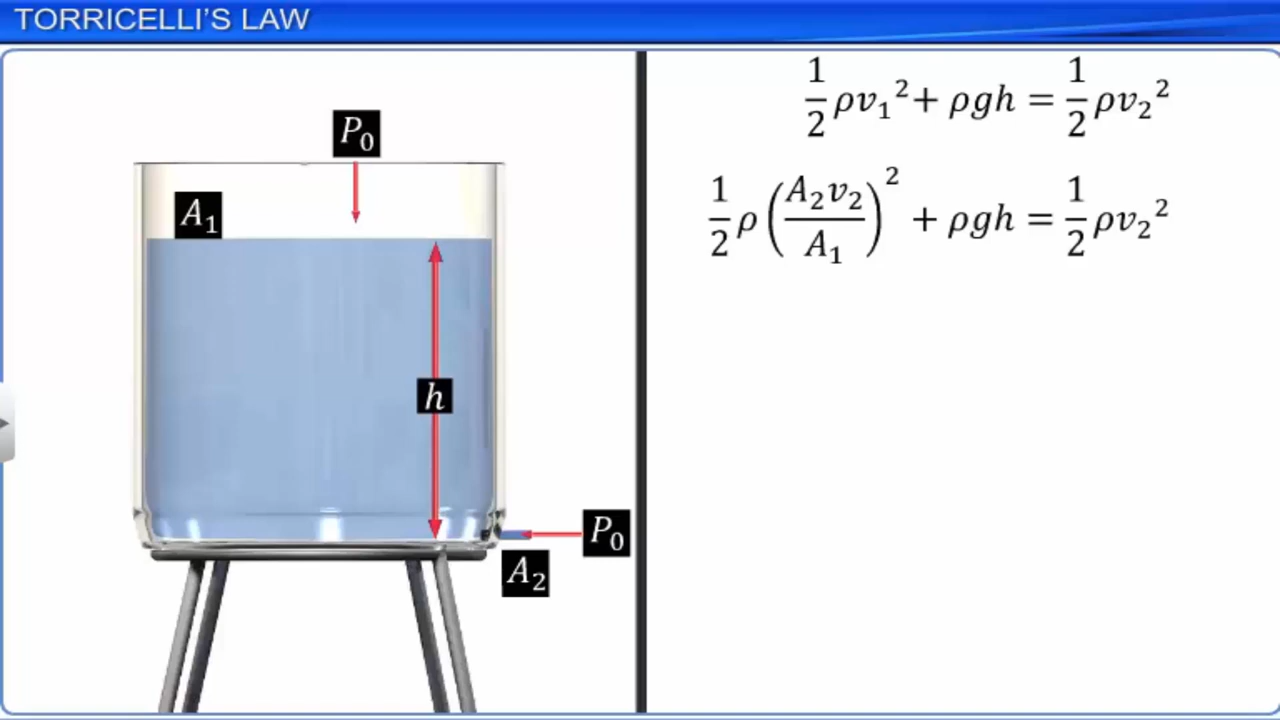 TORRICELLI'S LAW
P₀
A₁
h
P₀
A₂
½ρv₁² + ρgh = ½ρv₂²
½ρ(A₂v₂/A₁)² + ρgh = ½ρv₂²